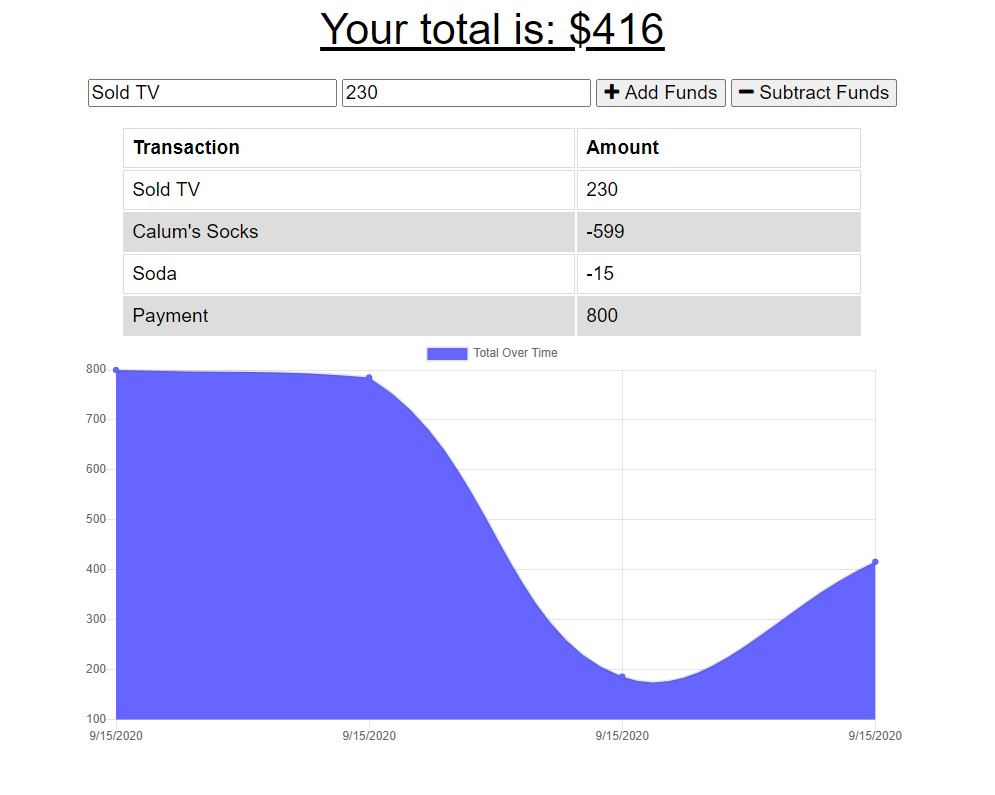 Your total is: $416
Sold TV 230 Add Funds Subtract Funds
Transaction Amount
Sold TV 230
Calum's Socks -599
Soda -15
Payment 800
Total Over Time
800
700
600
500
400
300
200
100
9/15/2020 9/15/2020 9/15/2020 9/15/2020